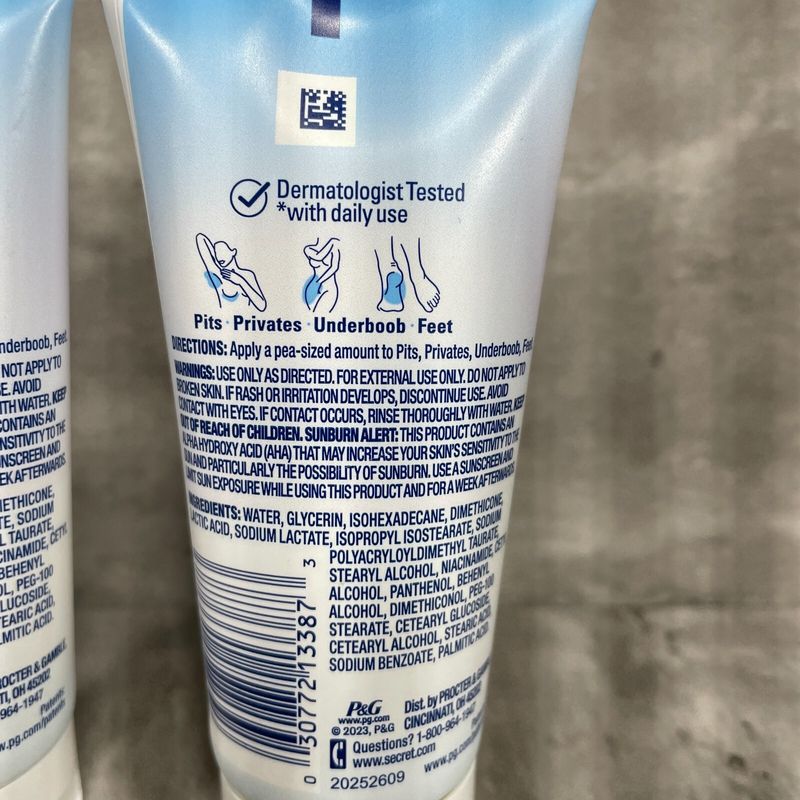 Dermatologist Tested
*with daily use
Pits · Privates · Underboob · Feet
DIRECTIONS: Apply a pea-sized amount to Pits, Privates, Underboob, Feet
WARNINGS: USE ONLY AS DIRECTED. FOR EXTERNAL USE ONLY. DO NOT APPLY TO
BROKEN SKIN. IF RASH OR IRRITATION DEVELOPS, DISCONTINUE USE. AVOID
CONTACT WITH EYES. IF CONTACT OCCURS, RINSE THOROUGHLY WITH WATER. KEEP
OUT OF REACH OF CHILDREN. SUNBURN ALERT: THIS PRODUCT CONTAINS AN
ALPHA HYDROXY ACID (AHA) THAT MAY INCREASE YOUR SKIN'S SENSITIVITY TO THE
SUN AND PARTICULARLY THE POSSIBILITY OF SUNBURN. USE A SUNSCREEN AND
LIMIT SUN EXPOSURE WHILE USING THIS PRODUCT AND FOR A WEEK AFTERWARDS.
INGREDIENTS: WATER, GLYCERIN, ISOHEXADECANE, DIMETHICONE,
LACTIC ACID, SODIUM LACTATE, ISOPROPYL ISOSTEARATE, SODIUM
POLYACRYLOYLDIMETHYL TAURATE,
STEARYL ALCOHOL, NIACINAMIDE, CETYL
ALCOHOL, PANTHENOL, BEHENYL
ALCOHOL, DIMETHICONOL, PEG-100
STEARATE, CETEARYL GLUCOSIDE,
CETEARYL ALCOHOL, STEARIC ACID,
SODIUM BENZOATE, PALMITIC ACID.
0 30772 13387 3
P&G
www.pg.com
© 2023, P&G
Dist. by PROCTER & GAMBLE
CINCINNATI, OH 45202
Questions? 1-800-964-1947
www.secret.com
www.pg.com
20252609